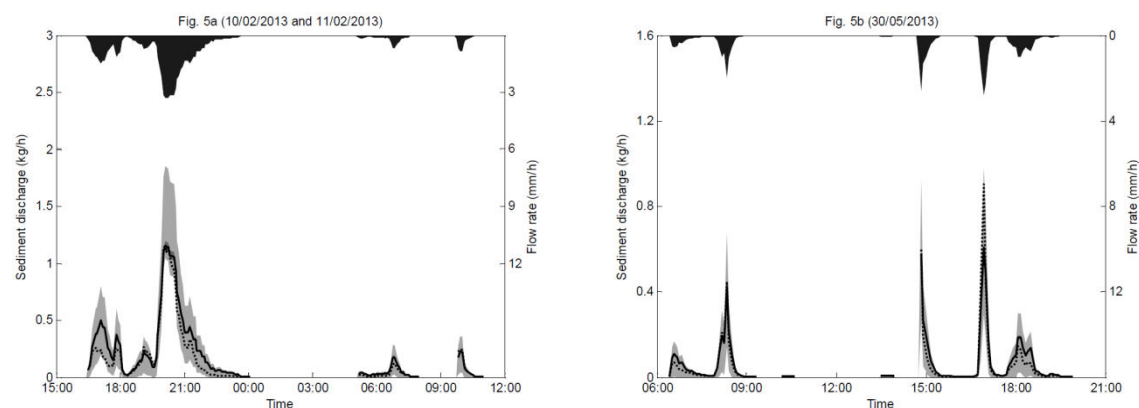 Fig. 5a (10/02/2013 and 11/02/2013)
3
2.5
2
1.5
1
0.5
0
Sediment discharge (kg/h)
3
6
9
12
Flow rate (mm/h)
15:00 18:00 21:00 00:00 03:00 06:00 09:00 12:00
Time
Fig. 5b (30/05/2013)
1.6
1.2
0.8
0.4
0
Sediment discharge (kg/h)
0
2
4
6
8
12
Flow rate (mm/h)
06:00 09:00 12:00 15:00 18:00 21:00
Time